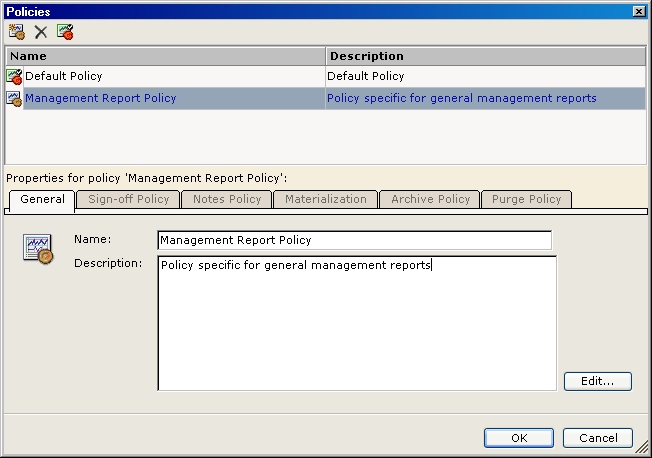 Policies
Name Description
Default Policy Default Policy
Management Report Policy Policy specific for general management reports
Properties for policy 'Management Report Policy':
General Sign-off Policy Notes Policy Materialization Archive Policy Purge Policy
Name: Management Report Policy
Description: Policy specific for general management reports
Edit...
OK Cancel